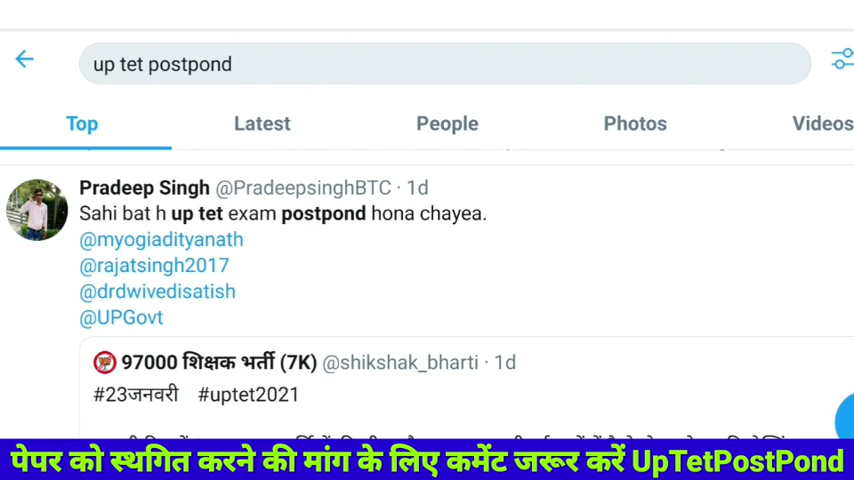 up tet postpond
Top Latest People Photos Videos
Pradeep Singh @PradeepsinghBTC · 1d
Sahi bat h up tet exam postpond hona chayea.
@myogiadityanath
@rajatsingh2017
@drdwivedisatish
@UPGovt
97000 शिक्षक भर्ती (7K) @shikshak_bharti · 1d
#23जनवरी #uptet2021
पेपर को स्थगित करने की मांग के लिए कमेंट जरूर करें UpTetPostPond